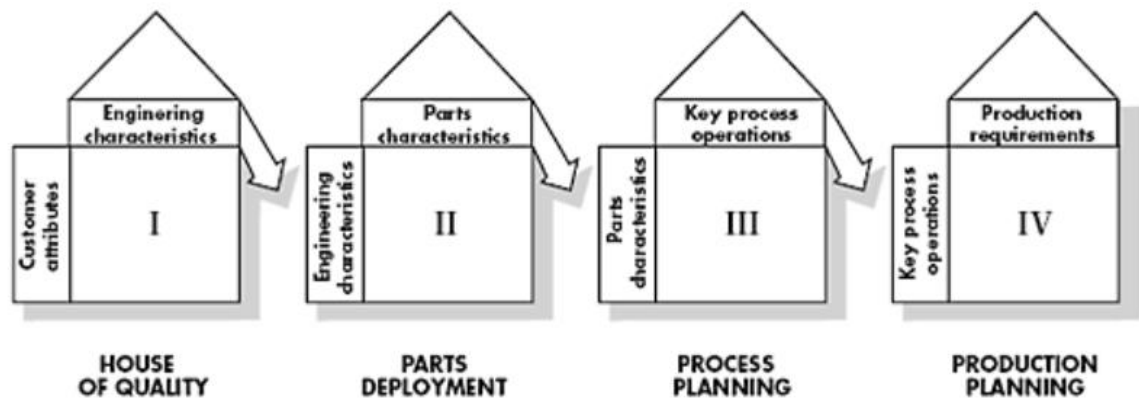 Enginering
characteristics
Customer
attributes
I
HOUSE
OF QUALITY
Parts
characteristics
Engineering
characteristics
II
PARTS
DEPLOYMENT
Key process
operations
Parts
characteristics
III
PROCESS
PLANNING
Production
requirements
Key process
operations
IV
PRODUCTION
PLANNING